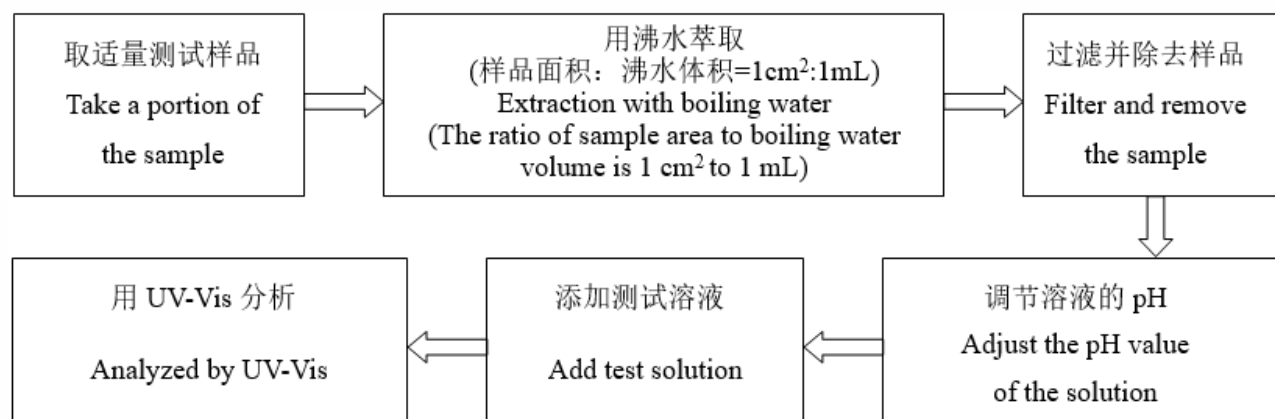 取适量测试样品
Take a portion of
the sample
用沸水萃取
(样品面积：沸水体积=1cm²:1mL)
Extraction with boiling water
(The ratio of sample area to boiling water
volume is 1 cm² to 1 mL)
过滤并除去样品
Filter and remove
the sample
调节溶液的 pH
Adjust the pH value
of the solution
添加测试溶液
Add test solution
用 UV-Vis 分析
Analyzed by UV-Vis